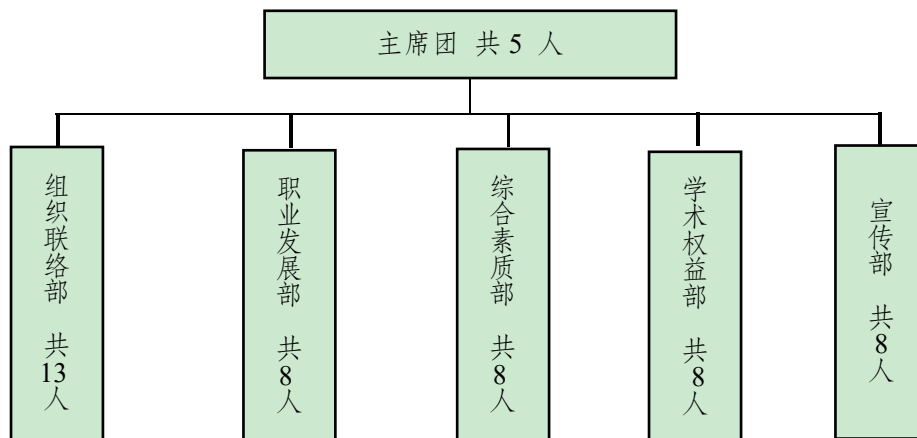 主席团 共 5 人
组织联络部 共 13 人
职业发展部 共 8 人
综合素质部 共 8 人
学术权益部 共 8 人
宣传部 共 8 人